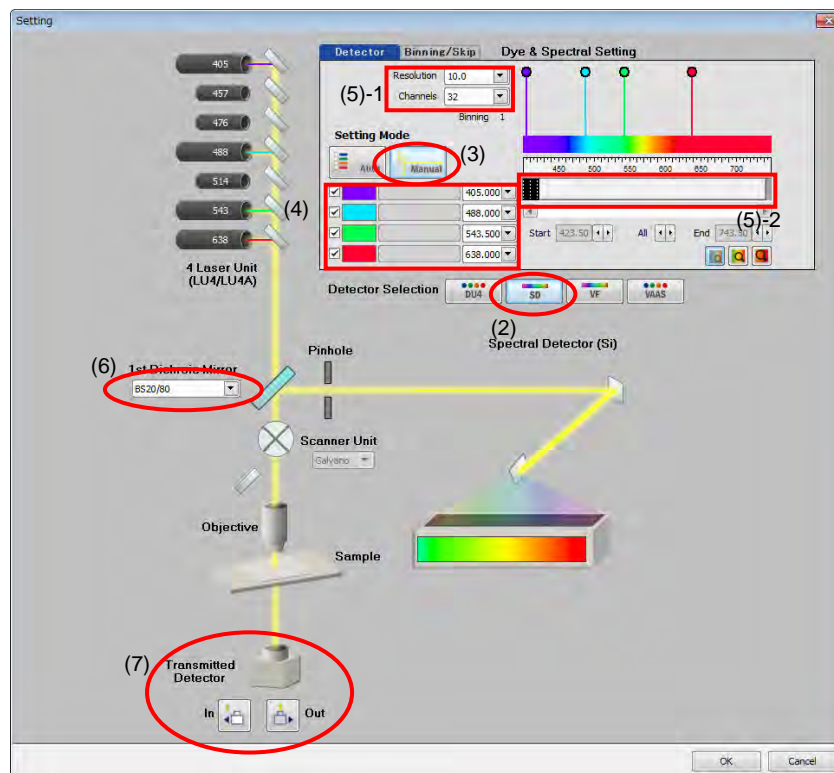 Setting
Detector
Binning/Skip
Dye & Spectral Setting
405
457
476
488
514
543
638
4 Laser Unit
(LU4/LU4A)
(5)-1
Resolution 10.0
Channels 32
Binning 1
Setting Mode
Auto
Manual
(3)
(4)
405.000
488.000
543.500
638.000
450 500 550 600 650 700
(5)-2
Start 423.50
All
End 743.50
Detector Selection
DU4
SD
VF
VAAS
(2)
Spectral Detector (Si)
(6)
1st Dichroic Mirror
BS20/80
Pinhole
Scanner Unit
Galvano
Objective
Sample
(7)
Transmitted
Detector
In
Out
OK
Cancel